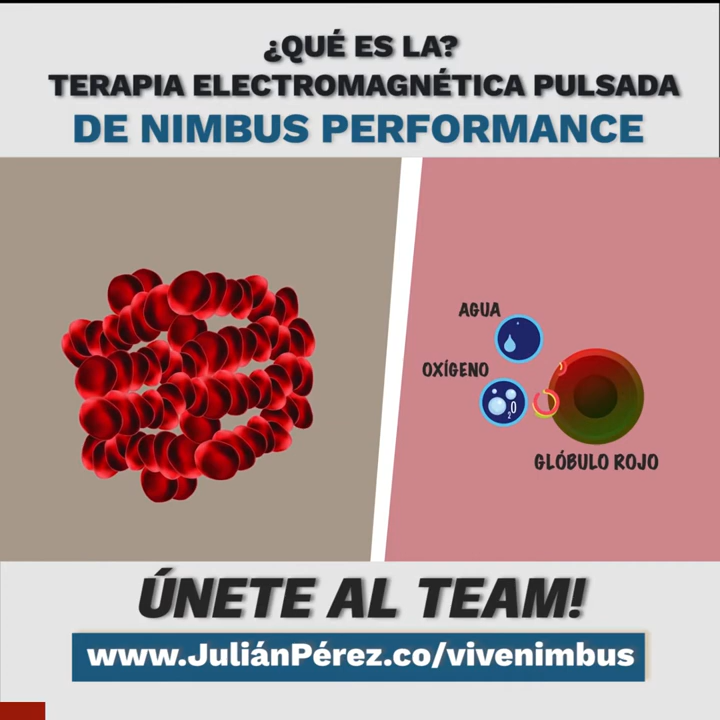 ¿QUÉ ES LA?
TERAPIA ELECTROMAGNÉTICA PULSADA
DE NIMBUS PERFORMANCE
AGUA
OXÍGENO
2O
GLÓBULO ROJO
ÚNETE AL TEAM!
www.JuliánPérez.co/vivenimbus